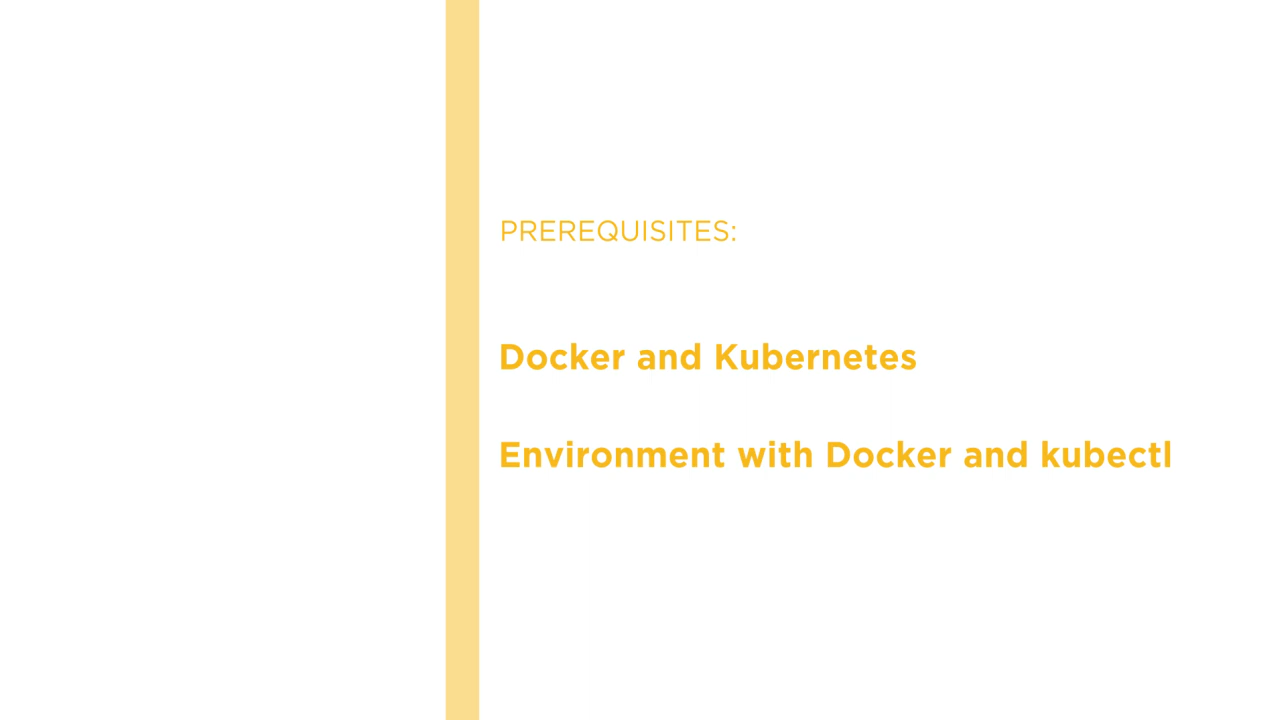 PREREQUISITES:
Docker and Kubernetes
Environment with Docker and kubectl